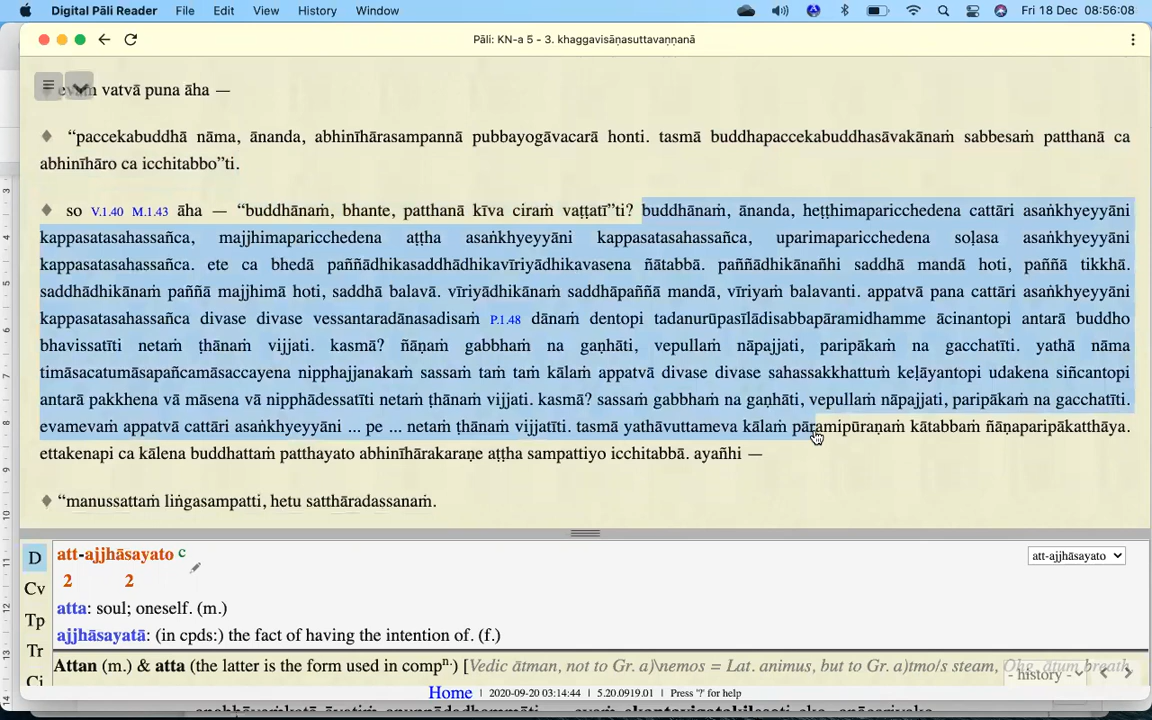 Digital Pāli Reader File Edit View History Window Fri 18 Dec 08:56:08
Pāli: KN-a 5 - 3. khaggavisāṇasuttavaṇṇanā
evaṁ vatvā puna āha —
“paccekabuddhā nāma, ānanda, abhinīhārasampannā pubbayogāvacarā honti. tasmā buddhapaccekabuddhasāvakānaṁ sabbesaṁ patthanā ca
abhinīhāro ca icchitabbo”ti.
so V.1.40 M.1.43 āha — “buddhānaṁ, bhante, patthanā kīva ciraṁ vaṭṭatī”ti? buddhānaṁ, ānanda, heṭṭhimaparicchedena cattāri asaṅkhyeyyāni
kappasatasahassañca, majjhimaparicchedena aṭṭha asaṅkhyeyyāni kappasatasahassañca, uparimaparicchedena soḷasa asaṅkhyeyyāni
kappasatasahassañca. ete ca bhedā paññādhikasaddhādhikavīriyādhikavasena ñātabbā. paññādhikānañhi saddhā mandā hoti, paññā tikkhā.
saddhādhikānaṁ paññā majjhimā hoti, saddhā balavā. vīriyādhikānaṁ saddhāpaññā mandā, vīriyaṁ balavanti. appatvā pana cattāri asaṅkhyeyyāni
kappasatasahassañca divase divase vessantaradānasadisaṁ P.1.48 dānaṁ dentopi tadanurūpasīlādisabbapāramidhamme ācinantopi antarā buddho
bhavissatīti netaṁ ṭhānaṁ vijjati. kasmā? ñāṇaṁ gabbhaṁ na gaṇhāti, vepullaṁ nāpajjati, paripākaṁ na gacchatīti. yathā nāma
timāsacatumāsapañcamāsaccayena nipphajjanakaṁ sassaṁ taṁ taṁ kālaṁ appatvā divase divase sahassakkhattuṁ keḷāyantopi udakena siñcantopi
antarā pakkhena vā māsena vā nipphādessatīti netaṁ ṭhānaṁ vijjati. kasmā? sassaṁ gabbhaṁ na gaṇhāti, vepullaṁ nāpajjati, paripākaṁ na gacchatīti.
evamevaṁ appatvā cattāri asaṅkhyeyyāni ... pe ... netaṁ ṭhānaṁ vijjatīti. tasmā yathāvuttameva kālaṁ pāramipūraṇaṁ kātabbaṁ ñāṇaparipākatthāya.
ettakenapi ca kālena buddhattaṁ patthayato abhinīhārakaraṇe aṭṭha sampattiyo icchitabbā. ayañhi —
“manussattaṁ liṅgasampatti, hetu satthāradassanaṁ.
D att-ajjhāsayato c att-ajjhāsayato
2 2
Cv
atta: soul; oneself. (m.)
Tp
ajjhāsayatā: (in cpds:) the fact of having the intention of. (f.)
Tr
Attan (m.) & atta (the latter is the form used in compn.) [Vedic ātman, not to Gr. a)\nemos = Lat. animus, but to Gr. a)tmo/s steam, Ohg. ātum breath
- history -
Home | 2020-09-20 03:14:44 | 5.20.0919.01 | Press '?' for help